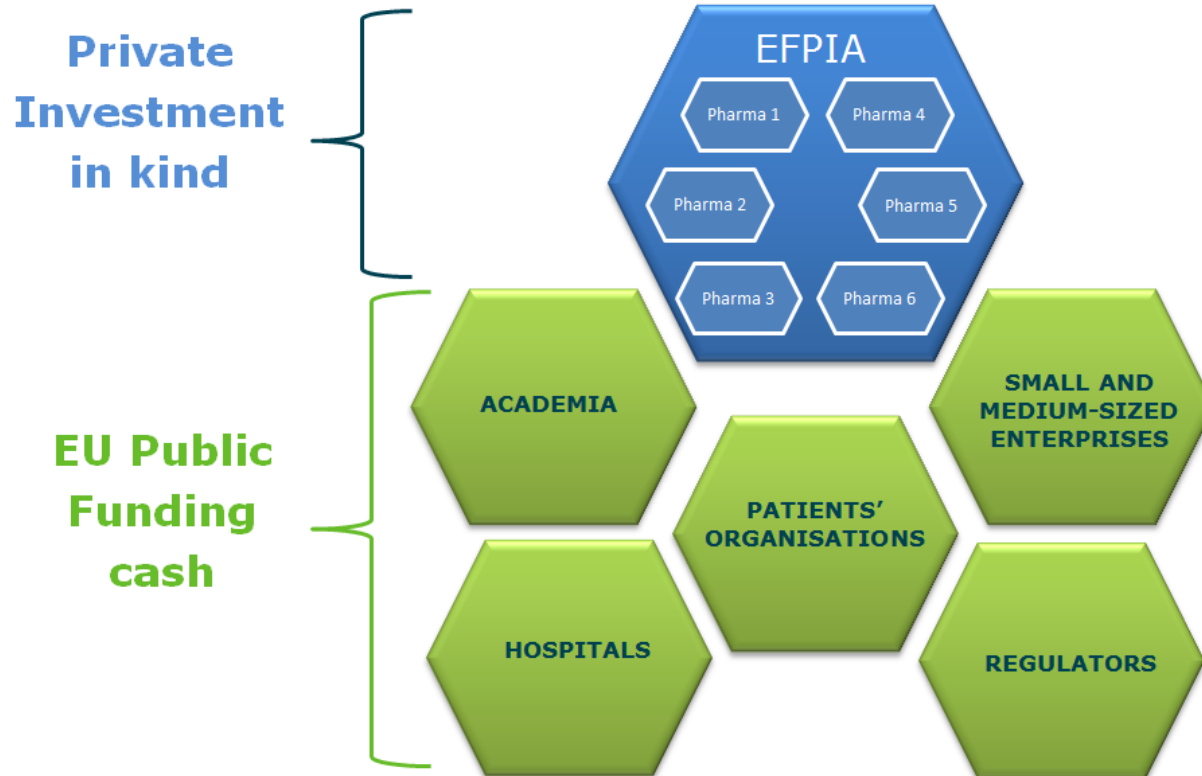 Private
Investment
in kind
EFPIA
Pharma 1
Pharma 4
Pharma 2
Pharma 5
Pharma 3
Pharma 6
EU Public
Funding
cash
ACADEMIA
SMALL AND
MEDIUM-SIZED
ENTERPRISES
PATIENTS’
ORGANISATIONS
HOSPITALS
REGULATORS